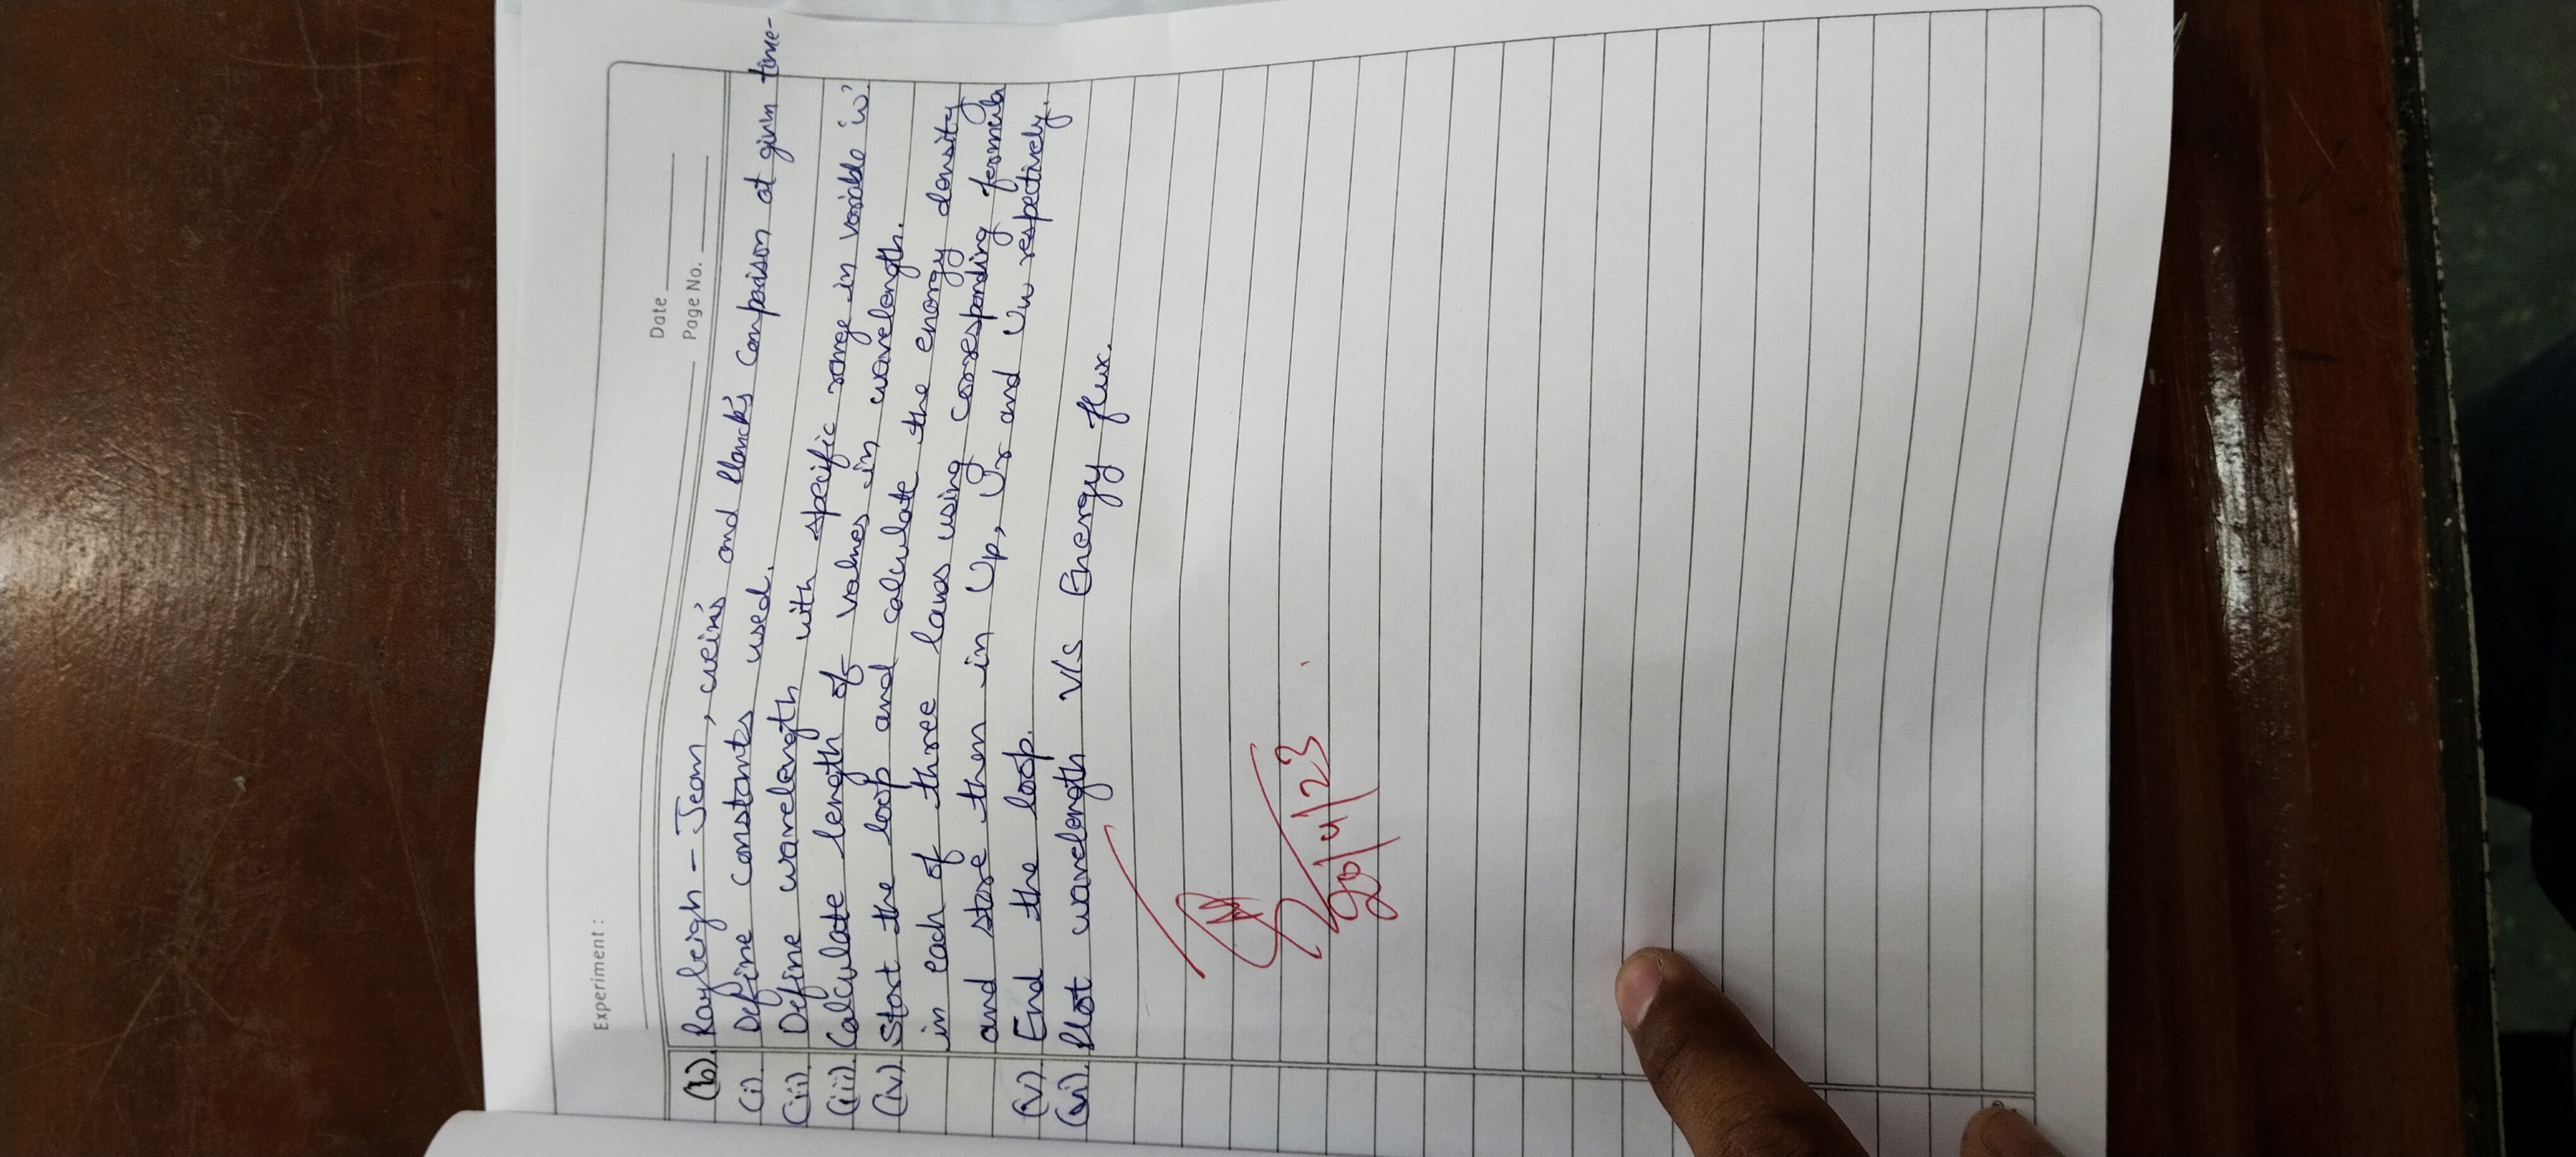 Experiment :
Date
Page No.
(b). Rayleigh - Jean, wein's and Planck's Comparison at given time-
(i). Define constants used.
(ii). Define wavelength with specific range in variable 'w'.
(iii). Calculate length of values in wavelength.
(iv). Start the loop and calculate the energy density
in each of three laws using corresponding formula
and store then in Up, Ur and Uw respectively.
(v). End the loop.
(vi). Plot wavelength v/s Energy flux.
20/4/23